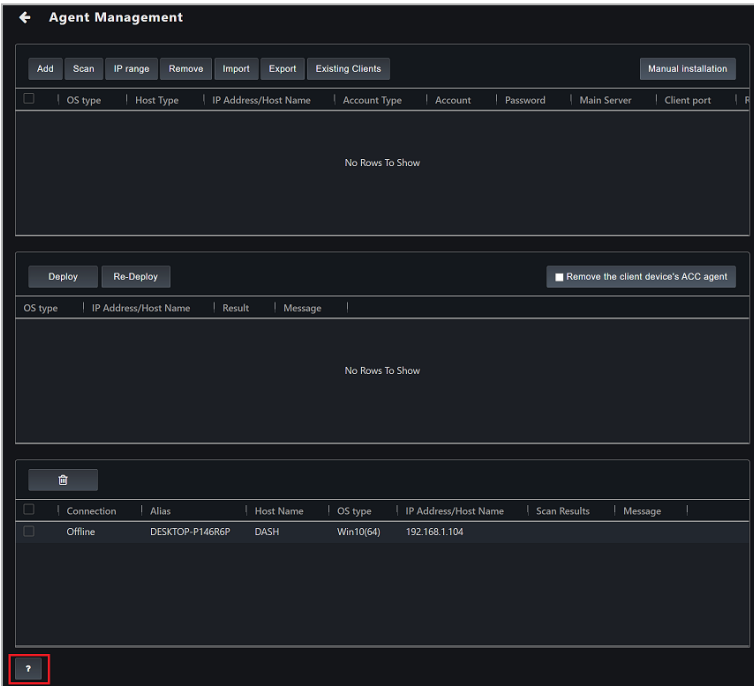 Agent Management
Add Scan IP range Remove Import Export Existing Clients Manual installation
OS type Host Type IP Address/Host Name Account Type Account Password Main Server Client port R
No Rows To Show
Deploy Re-Deploy Remove the client device's ACC agent
OS type IP Address/Host Name Result Message
No Rows To Show
Connection Alias Host Name OS type IP Address/Host Name Scan Results Message
Offline DESKTOP-P146R6P DASH Win10(64) 192.168.1.104
?